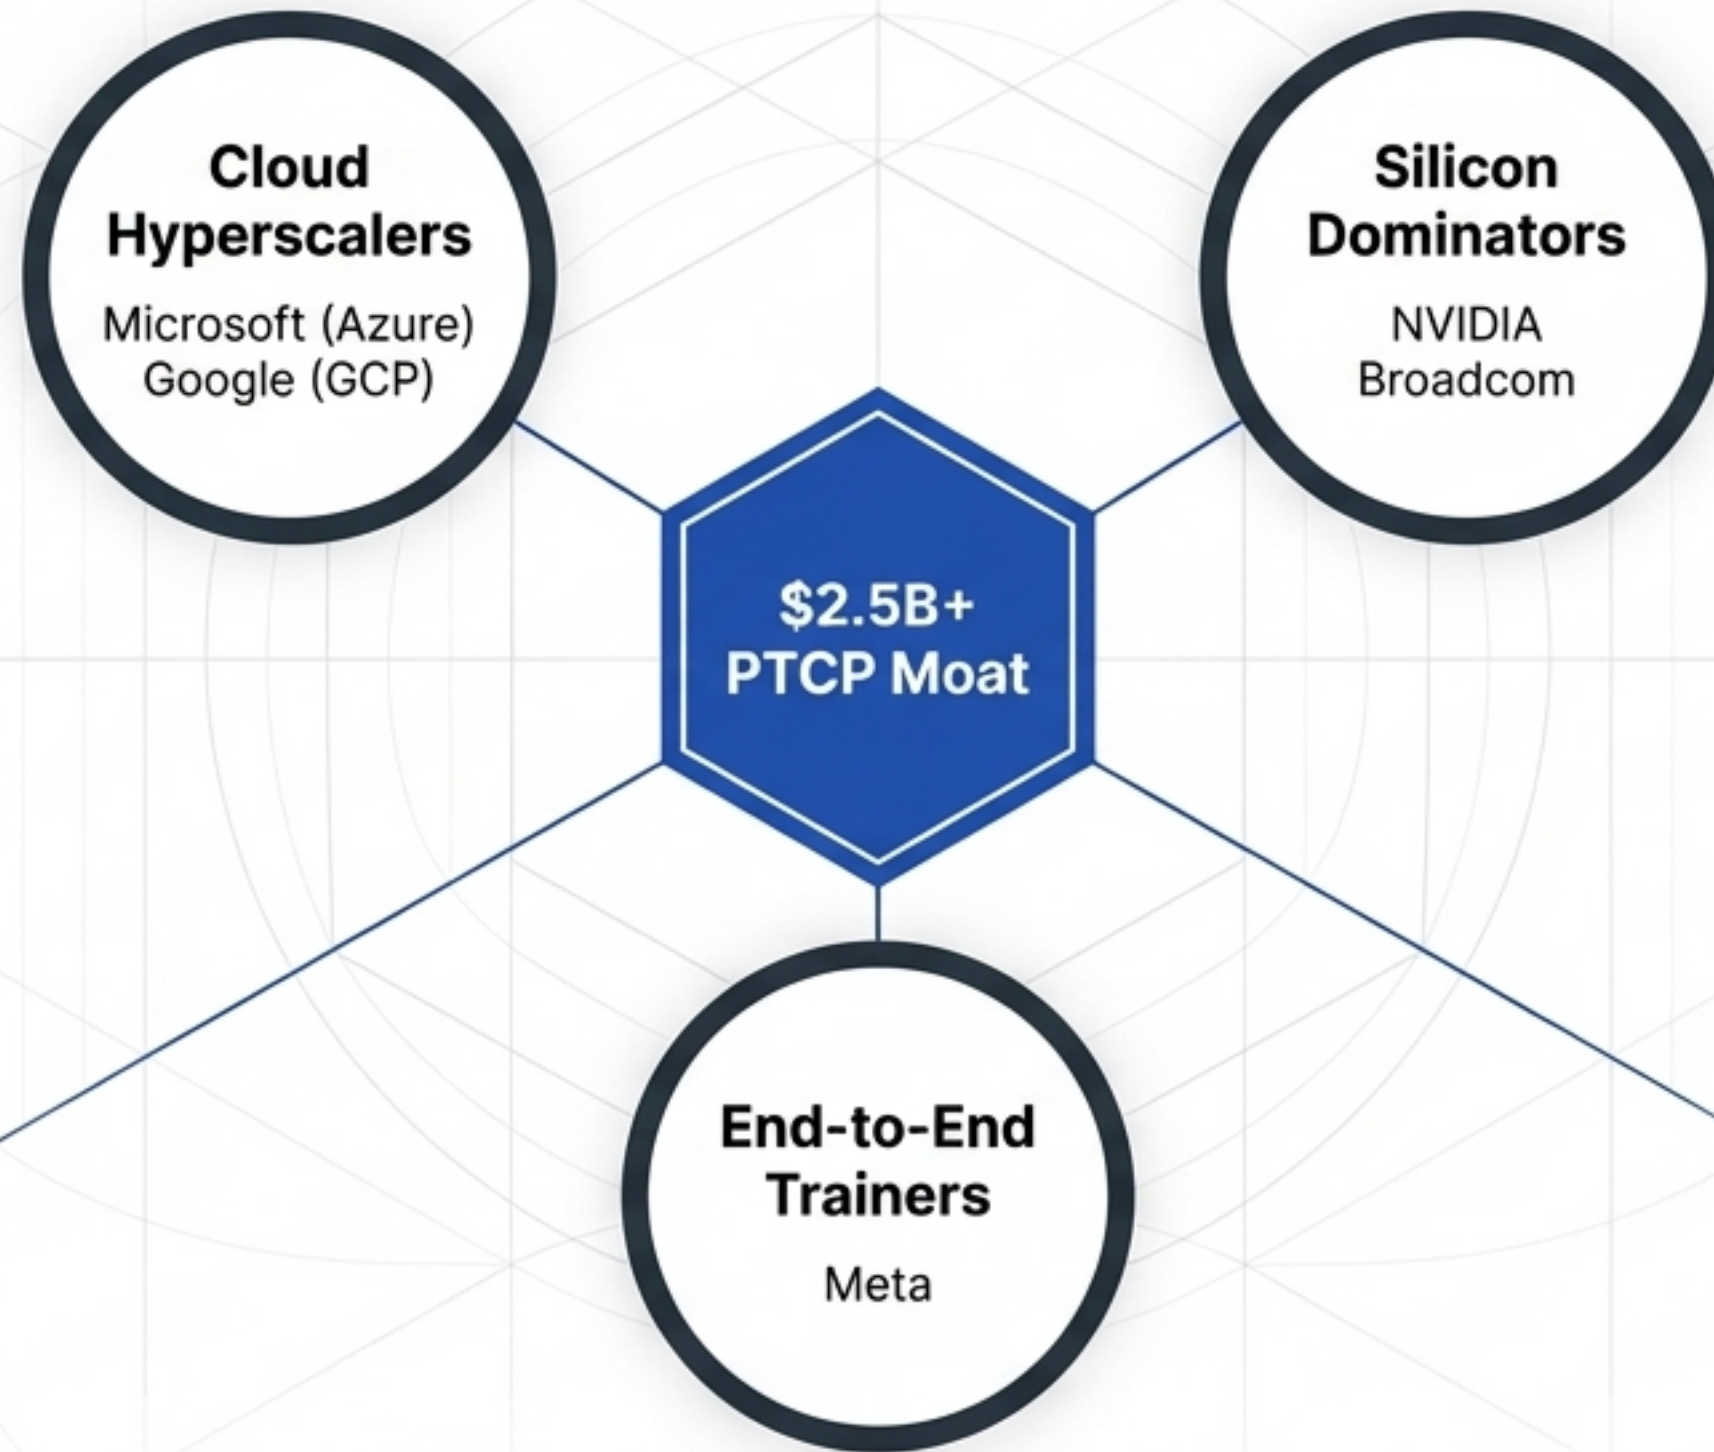 Cloud
Hyperscalers
Microsoft (Azure)
Google (GCP)
Silicon
Dominators
NVIDIA
Broadcom
$2.5B+
PTCP Moat
End-to-End
Trainers
Meta